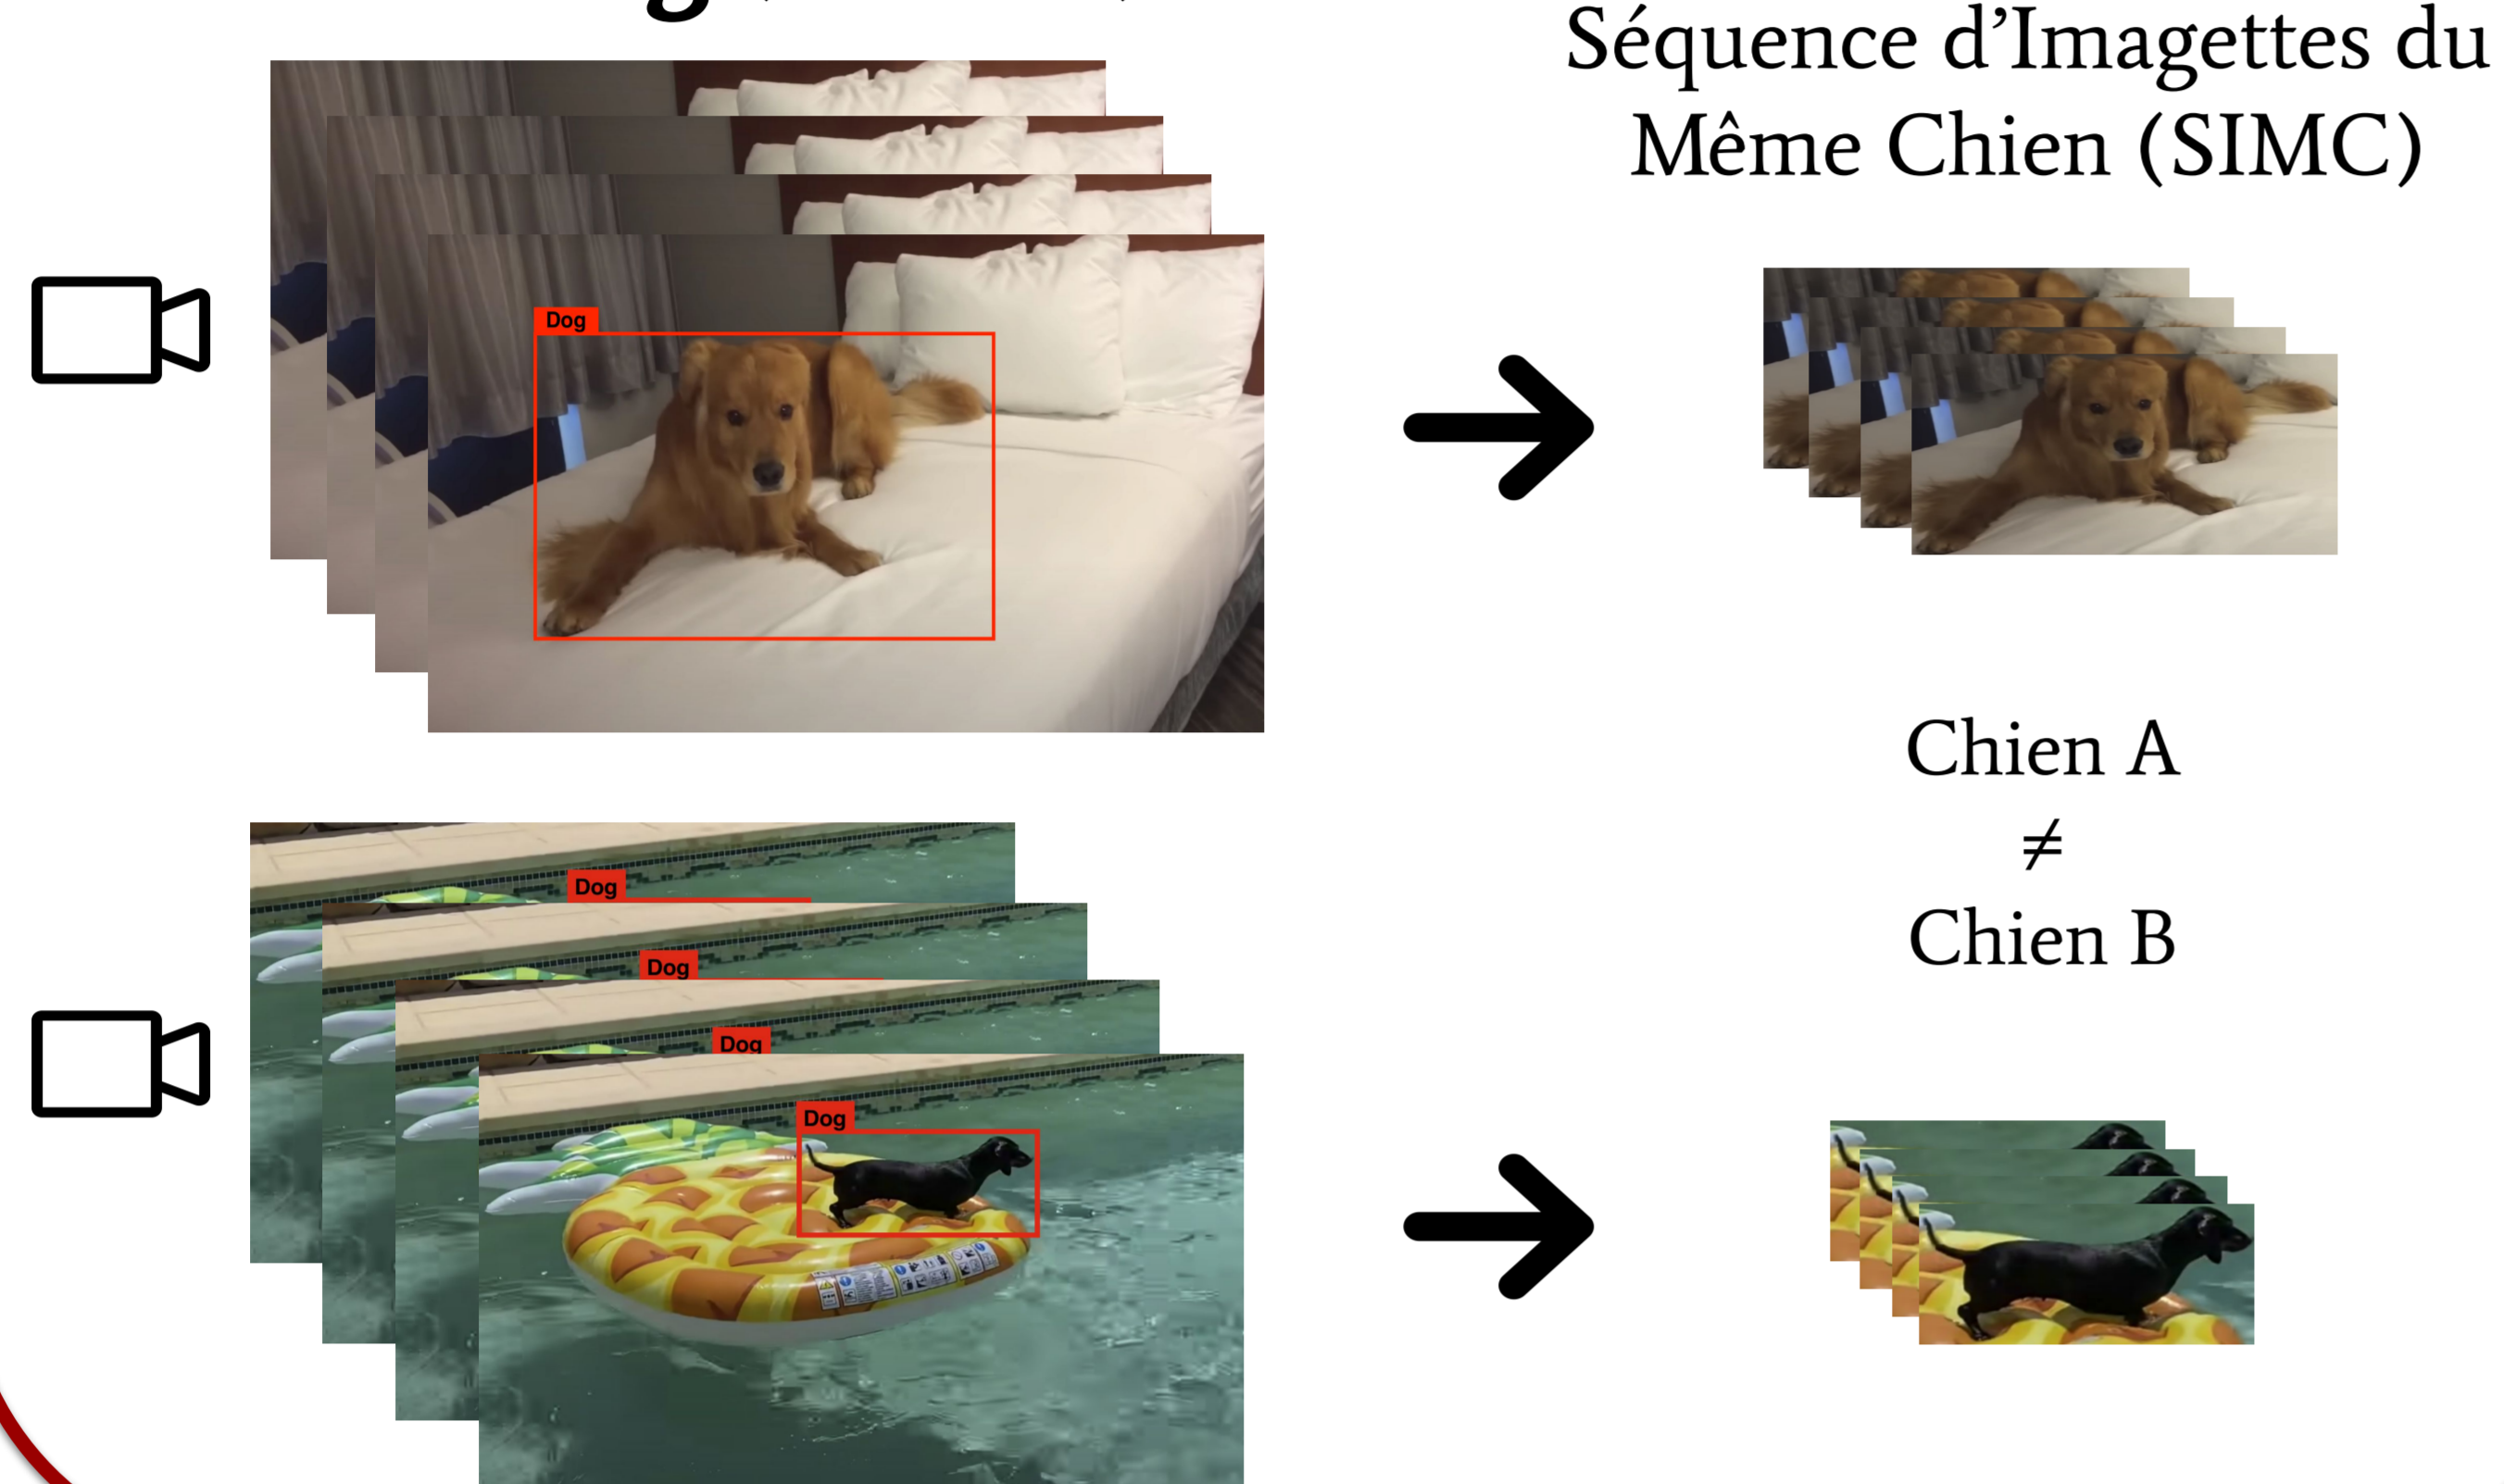 Séquence d’Imagettes du
Même Chien (SIMC)
Dog
Chien A
≠
Chien B
Dog
Dog
Dog
Dog